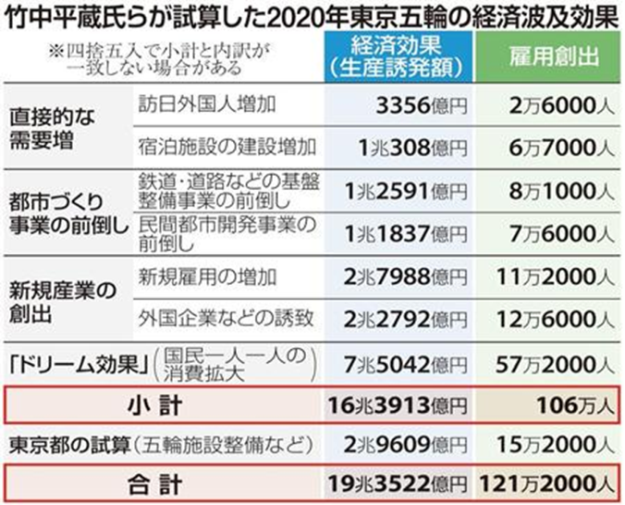 竹中平蔵氏らが試算した2020年東京五輪の経済波及効果
※四捨五入で小計と内訳が
一致しない場合がある
経済効果
(生産誘発額)
雇用創出
直接的な
需要増
訪日外国人増加
3356億円
2万6000人
宿泊施設の建設増加
1兆308億円
6万7000人
都市づくり
事業の前倒し
鉄道・道路などの基盤
整備事業の前倒し
1兆2591億円
8万1000人
民間都市開発事業の
前倒し
1兆1837億円
7万6000人
新規産業の
創出
新規雇用の増加
2兆7988億円
11万2000人
外国企業などの誘致
2兆2792億円
12万6000人
「ドリーム効果」(国民一人一人の
消費拡大)
7兆5042億円
57万2000人
小計
16兆3913億円
106万人
東京都の試算(五輪施設整備など)
2兆9609億円
15万2000人
合計
19兆3522億円
121万2000人